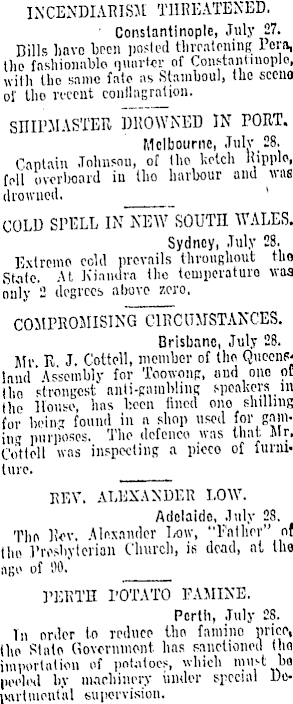 INCENDIARISM THREATENED.
Constantinople, July 27.
Bills have been posted threatening Pera,
the fashionable quarter of Constantinople,
with the same fate as Stamboul, the scene
of the recent conflagration.
SHIPMASTER DROWNED IN PORT.
Melbourne, July 28.
Captain Johnson, of the ketch Ripple,
fell overboard in the harbour and was
drowned.
COLD SPELL IN NEW SOUTH WALES.
Sydney, July 28.
Extreme cold prevails throughout the
State. At Kiandra the temperature was
only 2 degrees above zero.
COMPROMISING CIRCUMSTANCES.
Brisbane, July 28.
Mr. R. J. Cottell, member of the Queens-
land Assembly for Toowong, and one of
the strongest anti-gambling speakers in
the House, has been fined one shilling
for being found in a shop used for gam-
ing purposes. The defence was that Mr.
Cottell was inspecting a piece of furni-
ture.
REV. ALEXANDER LOW.
Adelaide, July 28.
The Rev. Alexander Low, "Father" of
the Presbyterian Church, is dead, at the
age of 90.
PERTH POTATO FAMINE.
Perth, July 28.
In order to reduce the famine price,
the State Government has sanctioned the
importation of potatoes, which must be
peeled by machinery under special De-
partmental supervision.